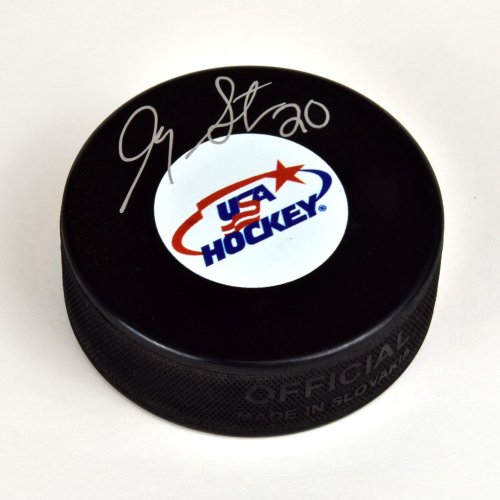 20
USA
HOCKEY®
OFFICIAL
MADE IN SLOVAKIA